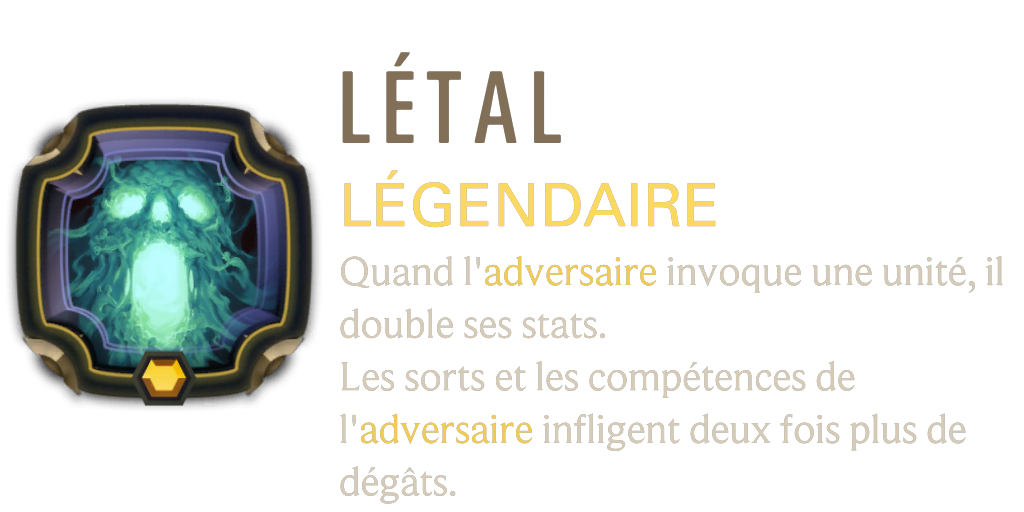 LÉTAL
LÉGENDAIRE
Quand l'adversaire invoque une unité, il
double ses stats.
Les sorts et les compétences de
l'adversaire infligent deux fois plus de
dégâts.